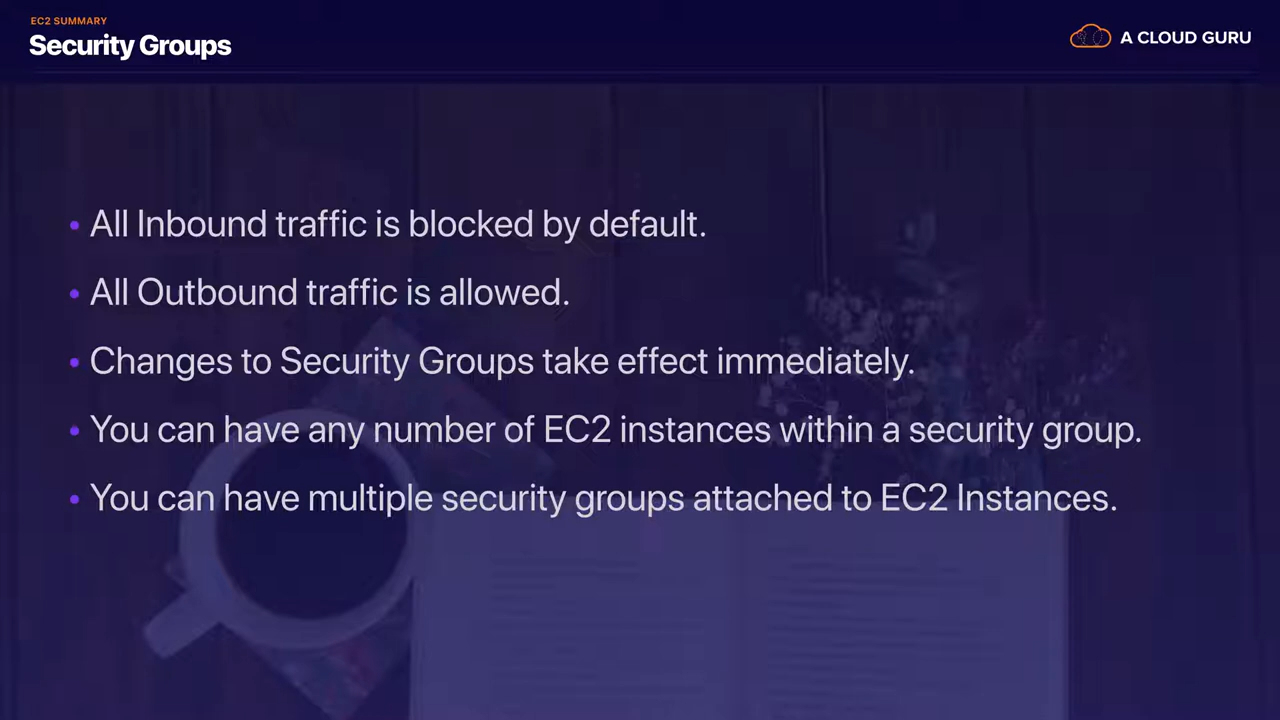 EC2 SUMMARY
Security Groups
A CLOUD GURU
• All Inbound traffic is blocked by default.
• All Outbound traffic is allowed.
• Changes to Security Groups take effect immediately.
• You can have any number of EC2 instances within a security group.
• You can have multiple security groups attached to EC2 Instances.